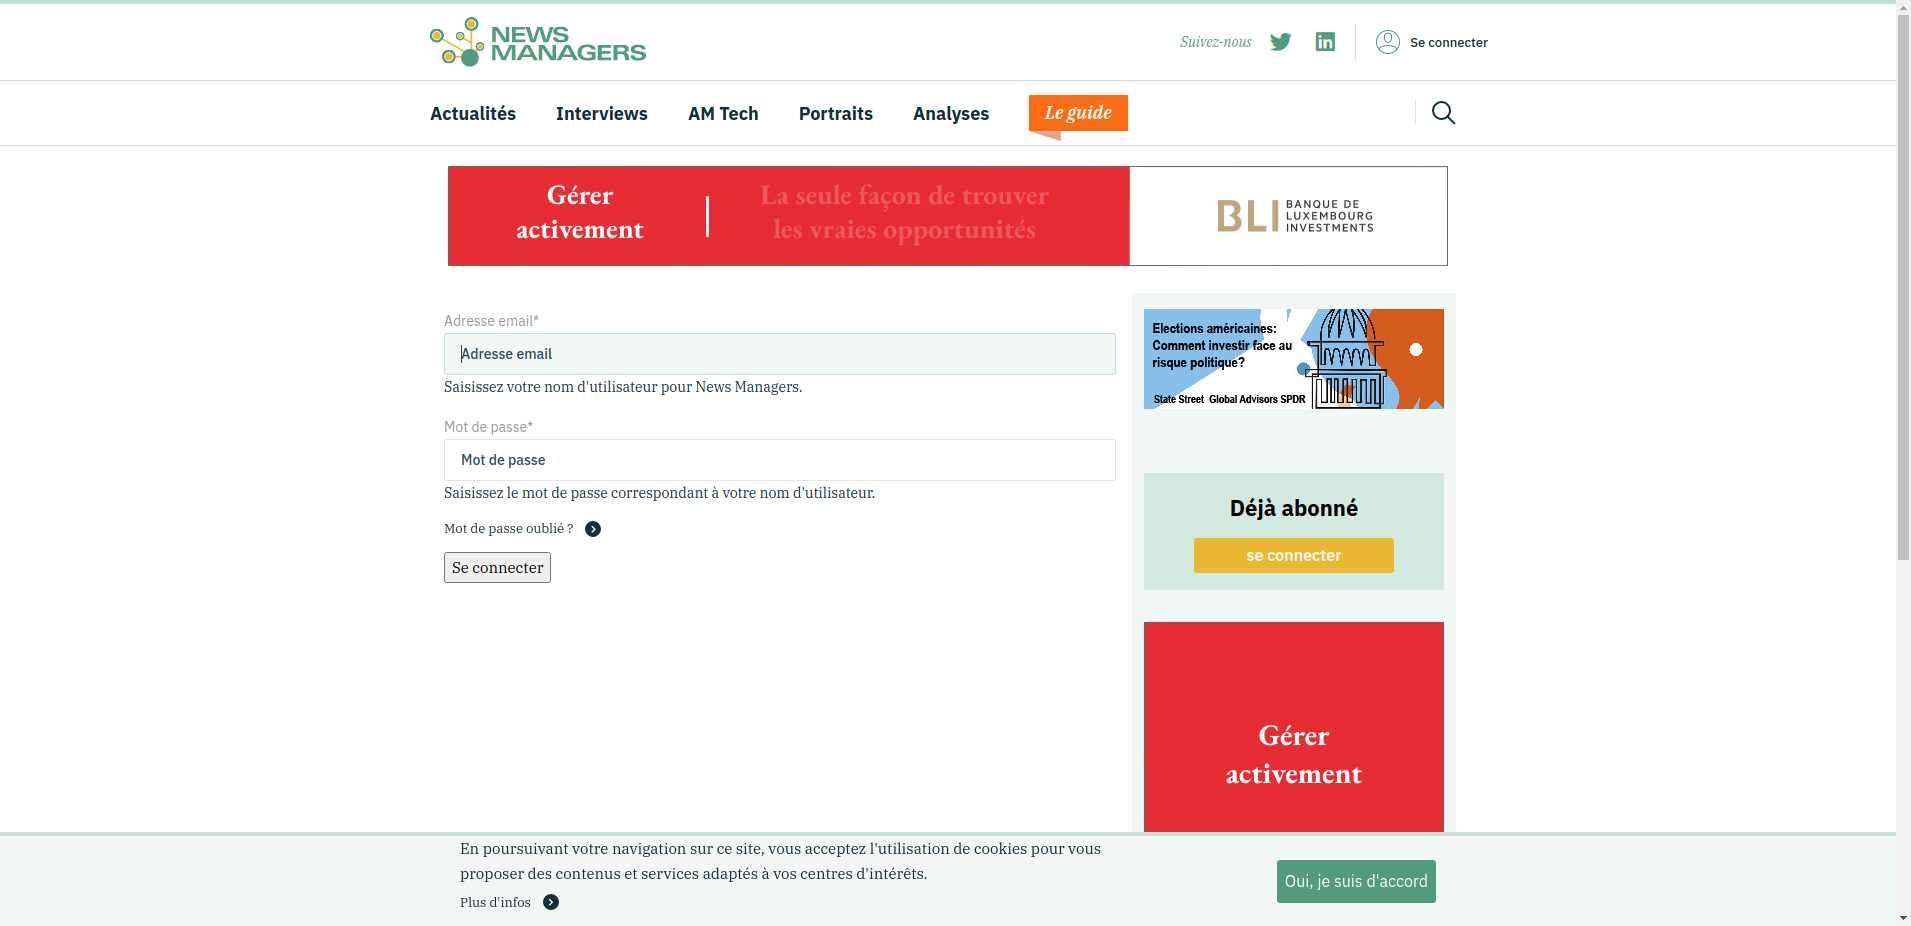 NEWS
MANAGERS
Suivez-nous
Se connecter
Actualités
Interviews
AM Tech
Portraits
Analyses
Le guide
Gérer
activement
La seule façon de trouver
les vraies opportunités
BLI
BANQUE DE
LUXEMBOURG
INVESTMENTS
Adresse email*
Adresse email
Saisissez votre nom d'utilisateur pour News Managers.
Mot de passe*
Mot de passe
Saisissez le mot de passe correspondant à votre nom d'utilisateur.
Mot de passe oublié ?
Se connecter
Elections américaines:
Comment investir face au
risque politique?
State Street Global Advisors SPDR
Déjà abonné
se connecter
Gérer
activement
En poursuivant votre navigation sur ce site, vous acceptez l'utilisation de cookies pour vous
proposer des contenus et services adaptés à vos centres d'intérêts.
Plus d'infos
Oui, je suis d'accord